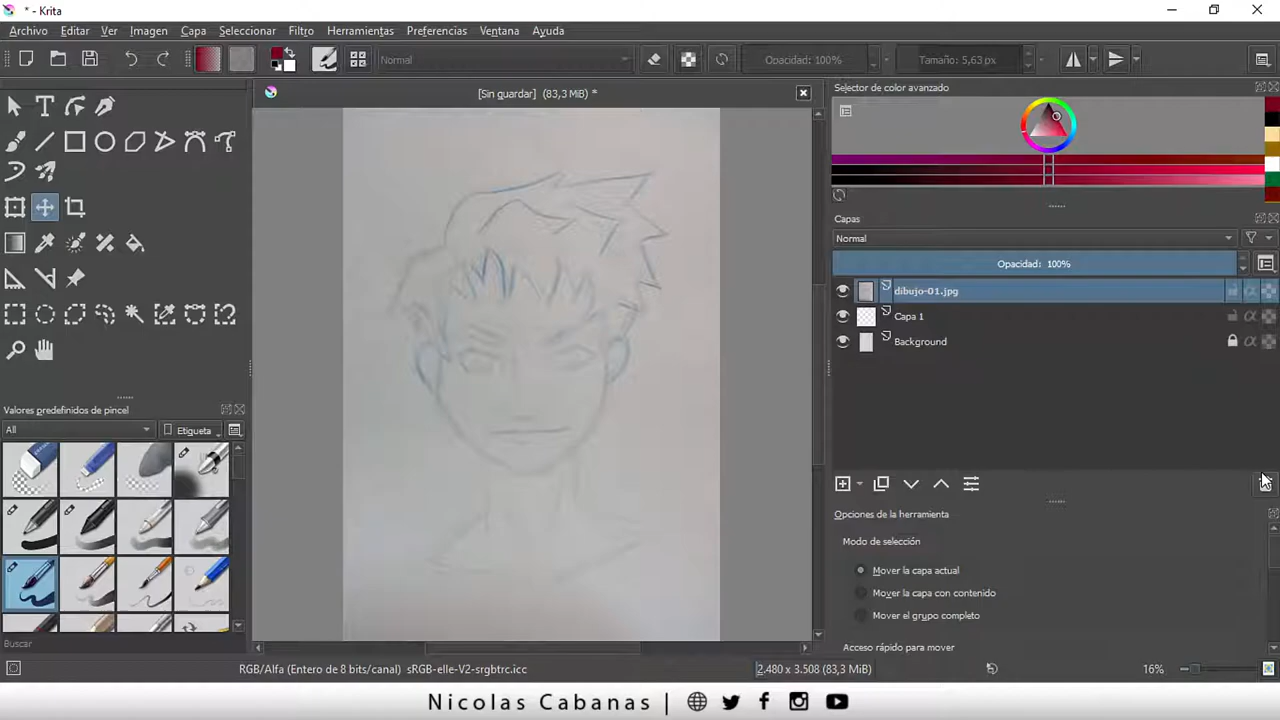 * - Krita
Archivo Editar Ver Imagen Capa Seleccionar Filtro Herramientas Preferencias Ventana Ayuda
Normal Opacidad: 100% Tamaño: 5,63 px
[Sin guardar] (83,3 MiB) *
Selector de color avanzado
Capas
Normal
Opacidad: 100%
dibujo-01.jpg
Capa 1
Background
Valores predefinidos de pincel
All Etiqueta
Buscar
Opciones de la herramienta
Modo de selección
Mover la capa actual
Mover la capa con contenido
Mover el grupo completo
Acceso rápido para mover
RGB/Alfa (Entero de 8 bits/canal) sRGB-elle-V2-srgbtrc.icc 2.480 x 3.508 (83,3 MiB) 16%
Nicolas Cabanas |